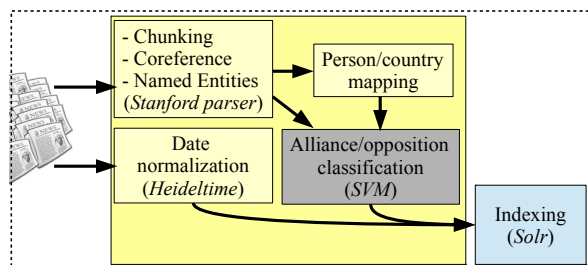 - Chunking
- Coreference
- Named Entities
(Stanford parser)
Person/country
mapping
Date
normalization
(Heideltime)
Alliance/opposition
classification
(SVM)
Indexing
(Solr)